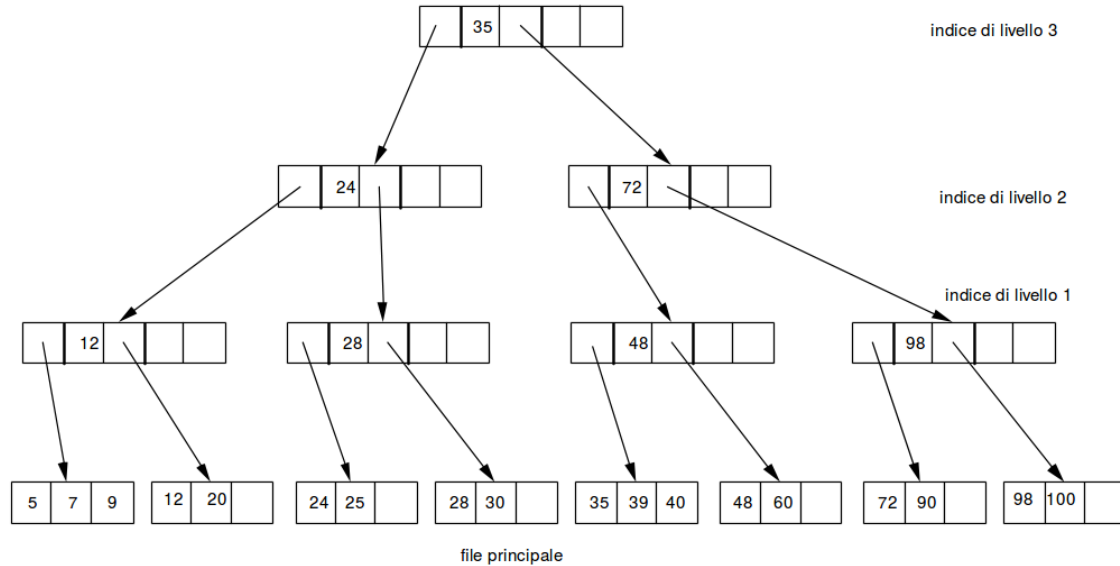 35
indice di livello 3
24
72
indice di livello 2
indice di livello 1
12
28
48
98
5 7 9
12 20
24 25
28 30
35 39 40
48 60
72 90
98 100
file principale